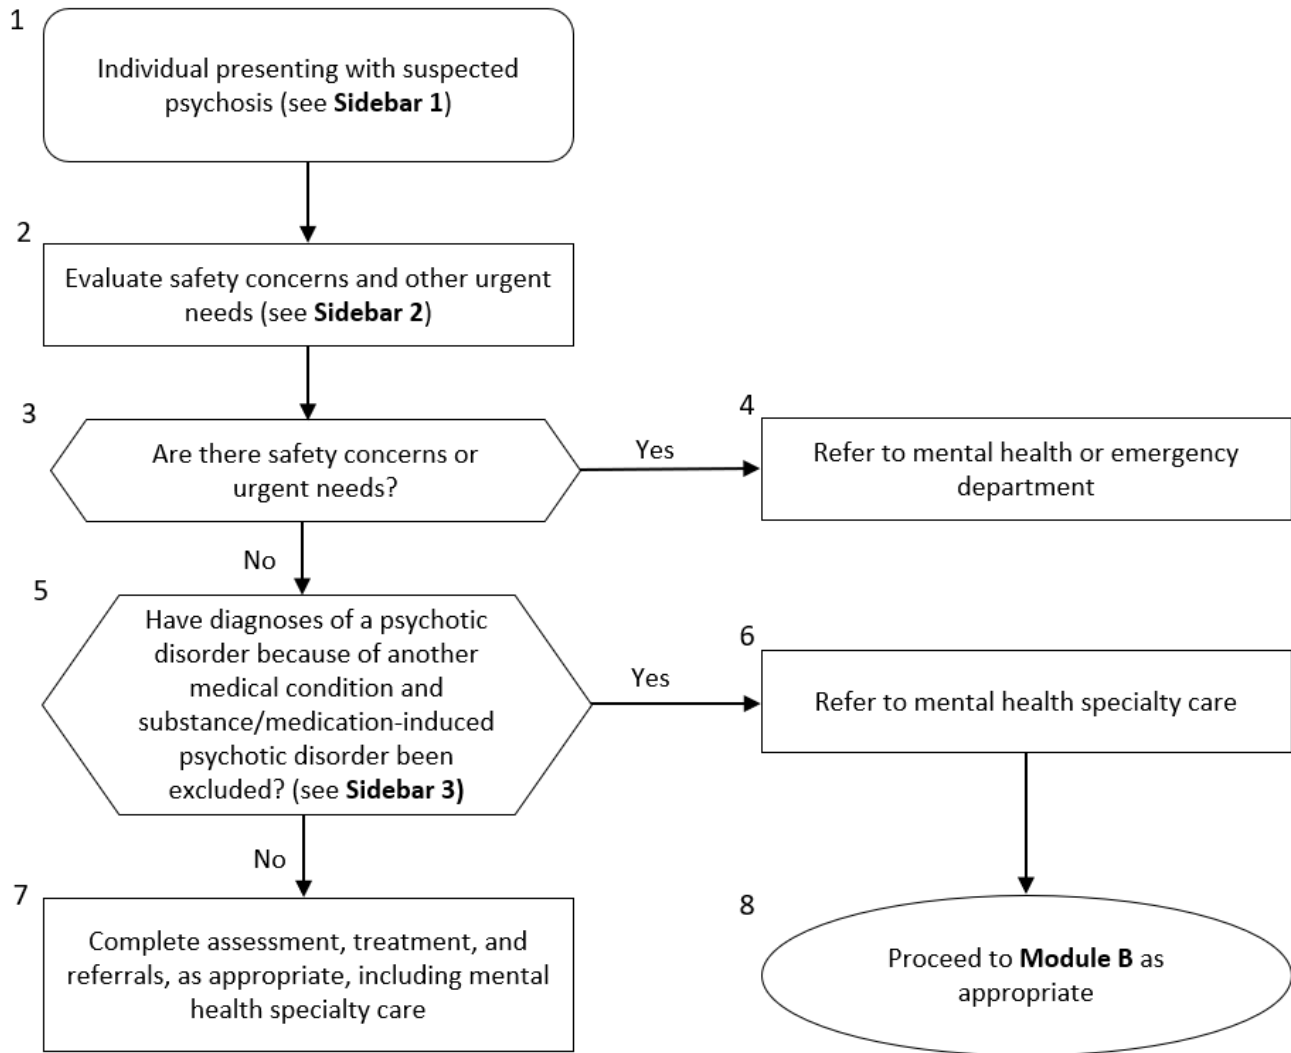 1
Individual presenting with suspected
psychosis (see Sidebar 1)
2
Evaluate safety concerns and other urgent
needs (see Sidebar 2)
3
Are there safety concerns or
urgent needs?
Yes
4
Refer to mental health or emergency
department
No
5
Have diagnoses of a psychotic
disorder because of another
medical condition and
substance/medication-induced
psychotic disorder been
excluded? (see Sidebar 3)
Yes
6
Refer to mental health specialty care
No
7
Complete assessment, treatment, and
referrals, as appropriate, including mental
health specialty care
8
Proceed to Module B as
appropriate